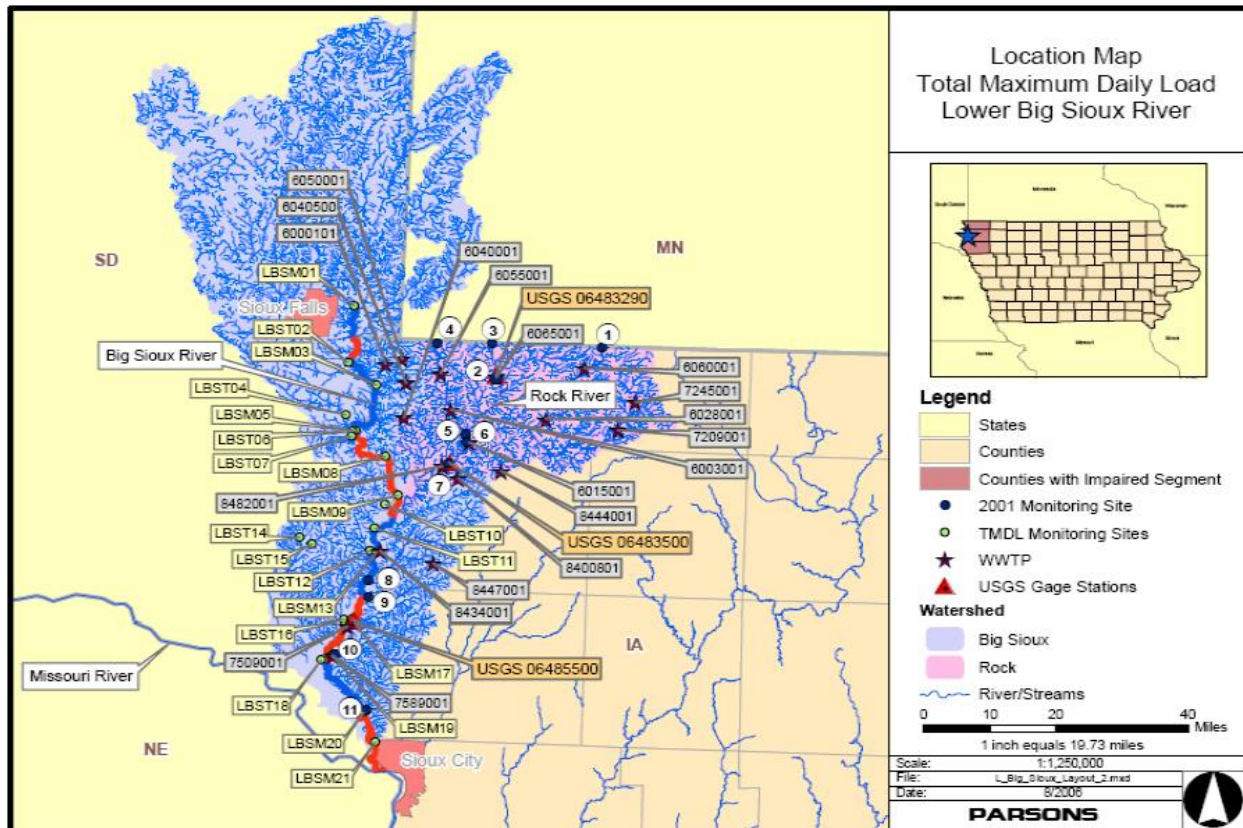 Location Map
Total Maximum Daily Load
Lower Big Sioux River
South Dakota
Minnesota
Wisconsin
Nebraska
Missouri
Legend
States
Counties
Counties with Impaired Segment
2001 Monitoring Site
TMDL Monitoring Sites
WWTP
USGS Gage Stations
Watershed
Big Sioux
Rock
River/Streams
0 10 20 40
Miles
1 inch equals 19.73 miles
Scale: 1:1,250,000
File: L_Big_Sioux_Layout_2.mxd
Date: 8/2006
PARSONS
SD
MN
IA
NE
6050001
6040500
6000101
6040001
6055001
USGS 06483290
6065001
LBSM01
Sioux Falls
LBST02
LBSM03
Big Sioux River
LBST04
LBSM05
LBST06
LBST07
LBSM08
8482001
LBSM09
LBST14
LBST15
LBST12
LBSM13
LBST16
7509001
Missouri River
LBST18
LBSM20
LBSM21
Sioux City
4
3
1
2
Rock River
6060001
7245001
6028001
7209001
6003001
5
6
7
6015001
8444001
USGS 06483500
8400801
LBST10
LBST11
8447001
8434001
8
9
10
11
LBSM17
USGS 06485500
7589001
LBSM19